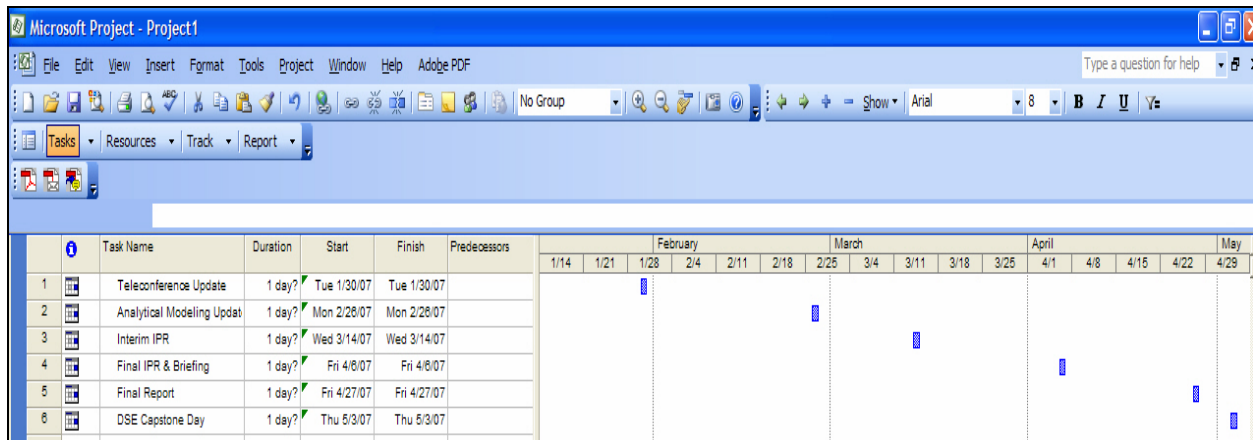 Microsoft Project - Project1
File Edit View Insert Format Tools Project Window Help Adobe PDF Type a question for help
ABC No Group Show Arial 8 B I U
Tasks Resources Track Report
Task Name Duration Start Finish Predecessors February March April May
1/14 1/21 1/28 2/4 2/11 2/18 2/25 3/4 3/11 3/18 3/25 4/1 4/8 4/15 4/22 4/29
1 Teleconference Update 1 day? Tue 1/30/07 Tue 1/30/07
2 Analytical Modeling Updat 1 day? Mon 2/26/07 Mon 2/26/07
3 Interim IPR 1 day? Wed 3/14/07 Wed 3/14/07
4 Final IPR & Briefing 1 day? Fri 4/6/07 Fri 4/6/07
5 Final Report 1 day? Fri 4/27/07 Fri 4/27/07
6 DSE Capstone Day 1 day? Thu 5/3/07 Thu 5/3/07